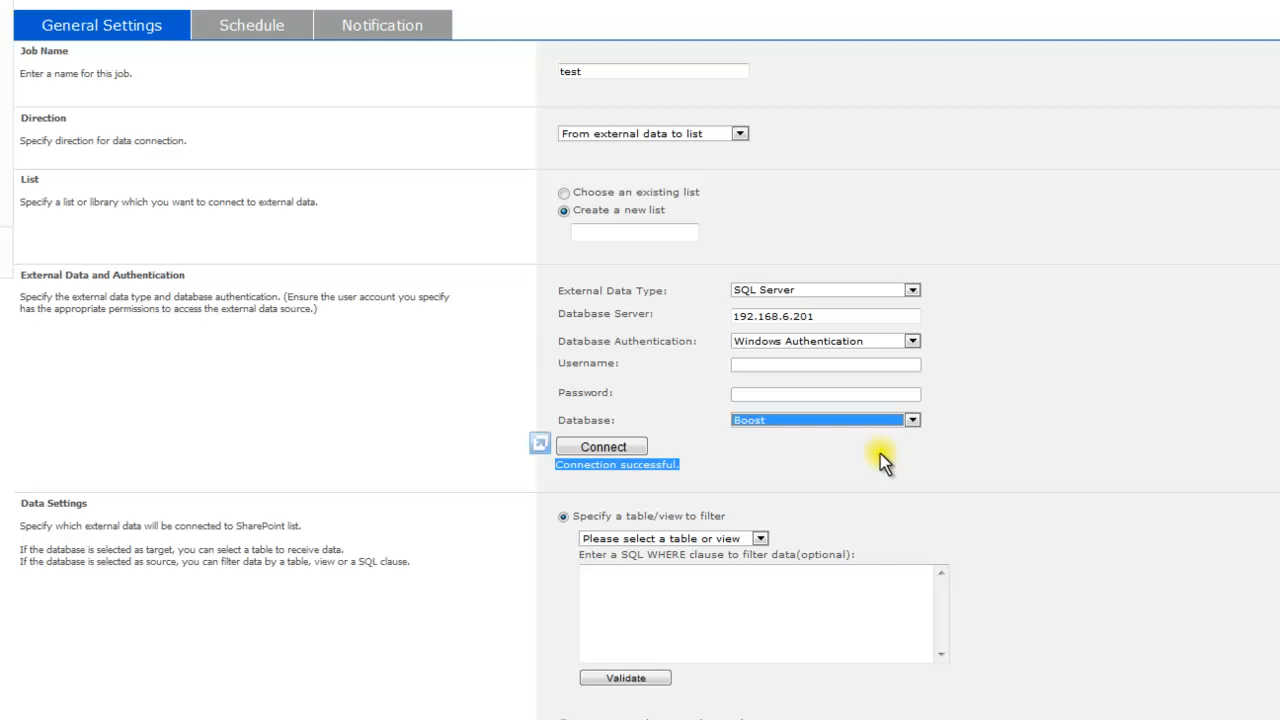 General Settings Schedule Notification
Job Name
Enter a name for this job.
test
Direction
Specify direction for data connection.
From external data to list
List
Specify a list or library which you want to connect to external data.
Choose an existing list
Create a new list
External Data and Authentication
Specify the external data type and database authentication. (Ensure the user account you specify
has the appropriate permissions to access the external data source.)
External Data Type: SQL Server
Database Server: 192.168.6.201
Database Authentication: Windows Authentication
Username:
Password:
Database: Boost
Connect
Connection successful.
Data Settings
Specify which external data will be connected to SharePoint list.
If the database is selected as target, you can select a table to receive data.
If the database is selected as source, you can filter data by a table, view or a SQL clause.
Specify a table/view to filter
Please select a table or view
Enter a SQL WHERE clause to filter data(optional):
Validate